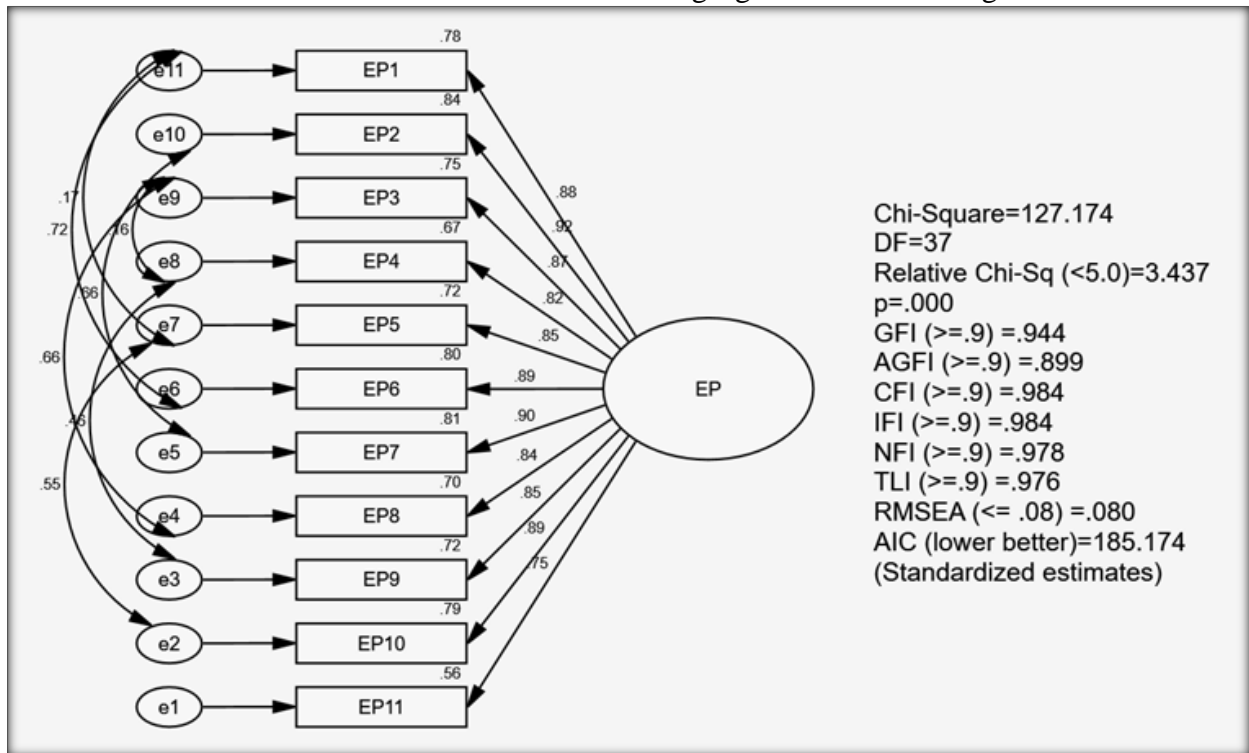 .78
e11
EP1
.84
e10
EP2
.75
e9
EP3
.67
e8
EP4
.72
e7
EP5
.80
e6
EP6
.81
e5
EP7
.70
e4
EP8
.72
e3
EP9
.79
e2
EP10
.56
e1
EP11
.17
.72
.16
.66
.66
.46
.55
.88
.92
.87
.82
.85
.89
.90
.84
.85
.89
.75
EP
Chi-Square=127.174
DF=37
Relative Chi-Sq (<5.0)=3.437
p=.000
GFI (>=.9) =.944
AGFI (>=.9) =.899
CFI (>=.9) =.984
IFI (>=.9) =.984
NFI (>=.9) =.978
TLI (>=.9) =.976
RMSEA (<= .08) =.080
AIC (lower better)=185.174
(Standardized estimates)